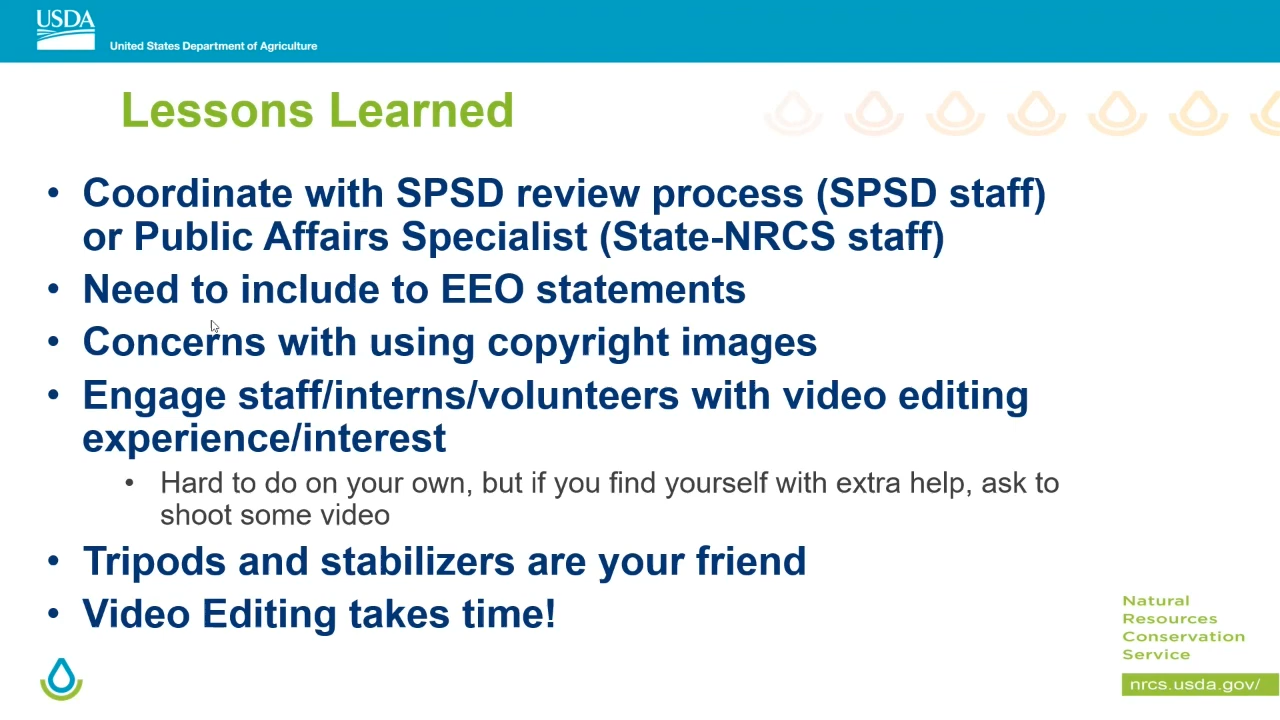 USDA
United States Department of Agriculture
Lessons Learned
• Coordinate with SPSD review process (SPSD staff)
or Public Affairs Specialist (State-NRCS staff)
• Need to include to EEO statements
• Concerns with using copyright images
• Engage staff/interns/volunteers with video editing
experience/interest
• Hard to do on your own, but if you find yourself with extra help, ask to
shoot some video
• Tripods and stabilizers are your friend
• Video Editing takes time!
Natural
Resources
Conservation
Service
nrcs.usda.gov/